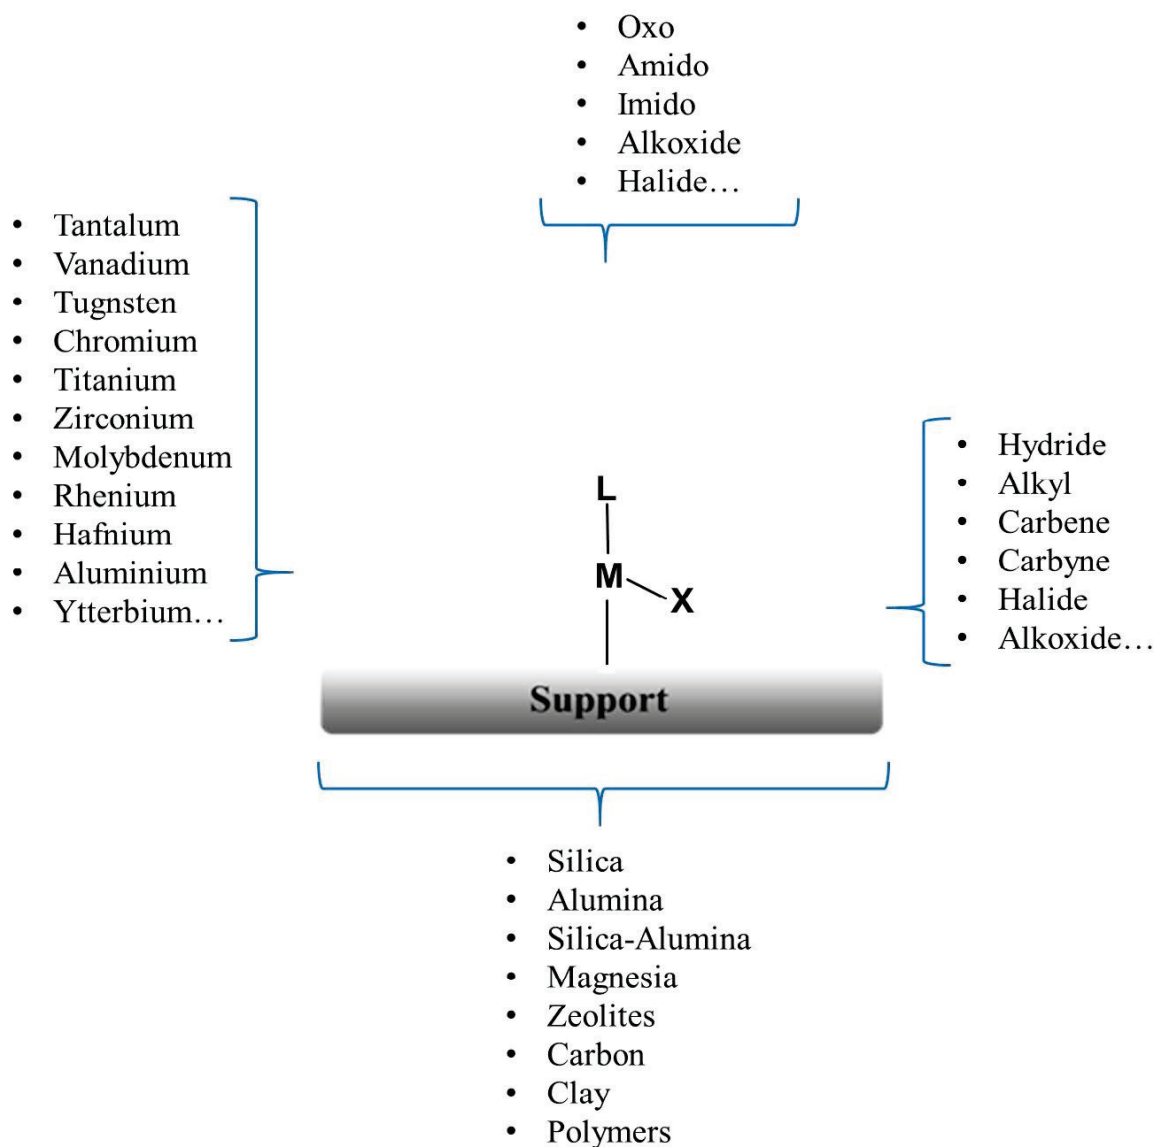 • Oxo
• Amido
• Imido
• Alkoxide
• Halide…
• Tantalum
• Vanadium
• Tugnsten
• Chromium
• Titanium
• Zirconium
• Molybdenum
• Rhenium
• Hafnium
• Aluminium
• Ytterbium…
L
M
X
• Hydride
• Alkyl
• Carbene
• Carbyne
• Halide
• Alkoxide…
Support
• Silica
• Alumina
• Silica-Alumina
• Magnesia
• Zeolites
• Carbon
• Clay
• Polymers